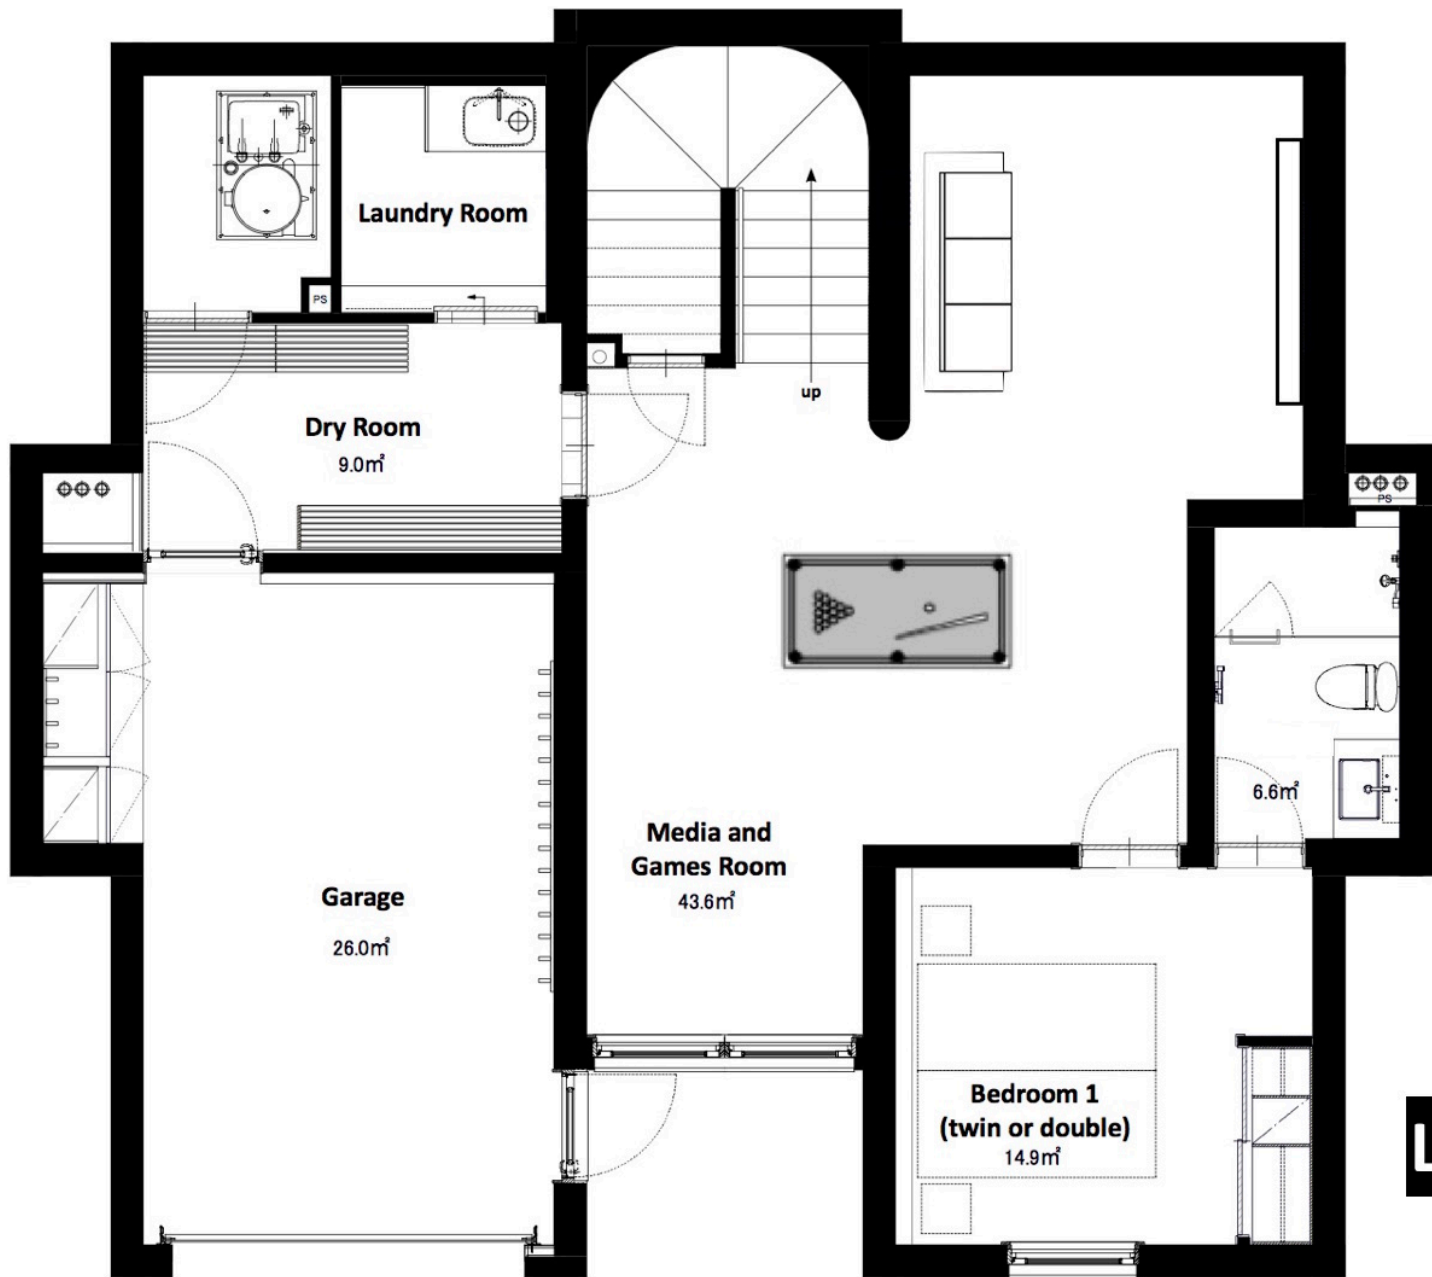 Laundry Room
PS
up
Dry Room
9.0㎡
PS
6.6㎡
Media and
Games Room
43.6㎡
Garage
26.0㎡
Bedroom 1
(twin or double)
14.9㎡